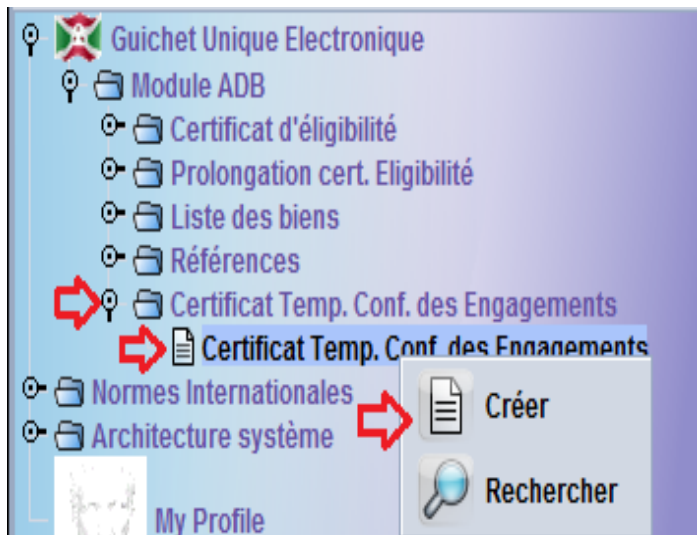 Guichet Unique Electronique
Module ADB
Certificat d'éligibilité
Prolongation cert. Eligibilité
Liste des biens
Références
Certificat Temp. Conf. des Engagements
Certificat Temp. Conf. des Engagements
Normes Internationales
Créer
Architecture système
Rechercher
My Profile